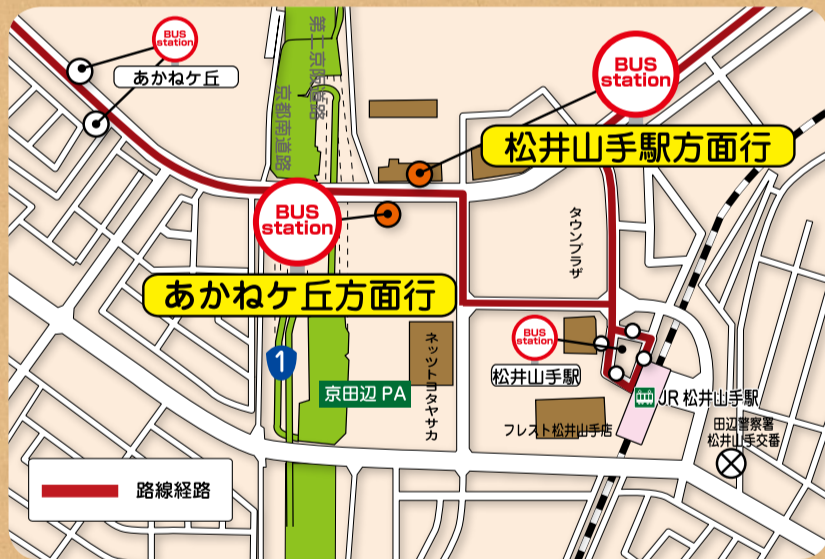 BUS
station
あかねケ丘
第二京阪道路
京都南道路
BUS
station
松井山手駅方面行
BUS
station
あかねケ丘方面行
タウンプラザ
BUS
station
松井山手駅
1
ネッツトヨタヤサカ
京田辺 PA
JR 松井山手駅
フレスト松井山手店
田辺警察署
松井山手交番
路線経路